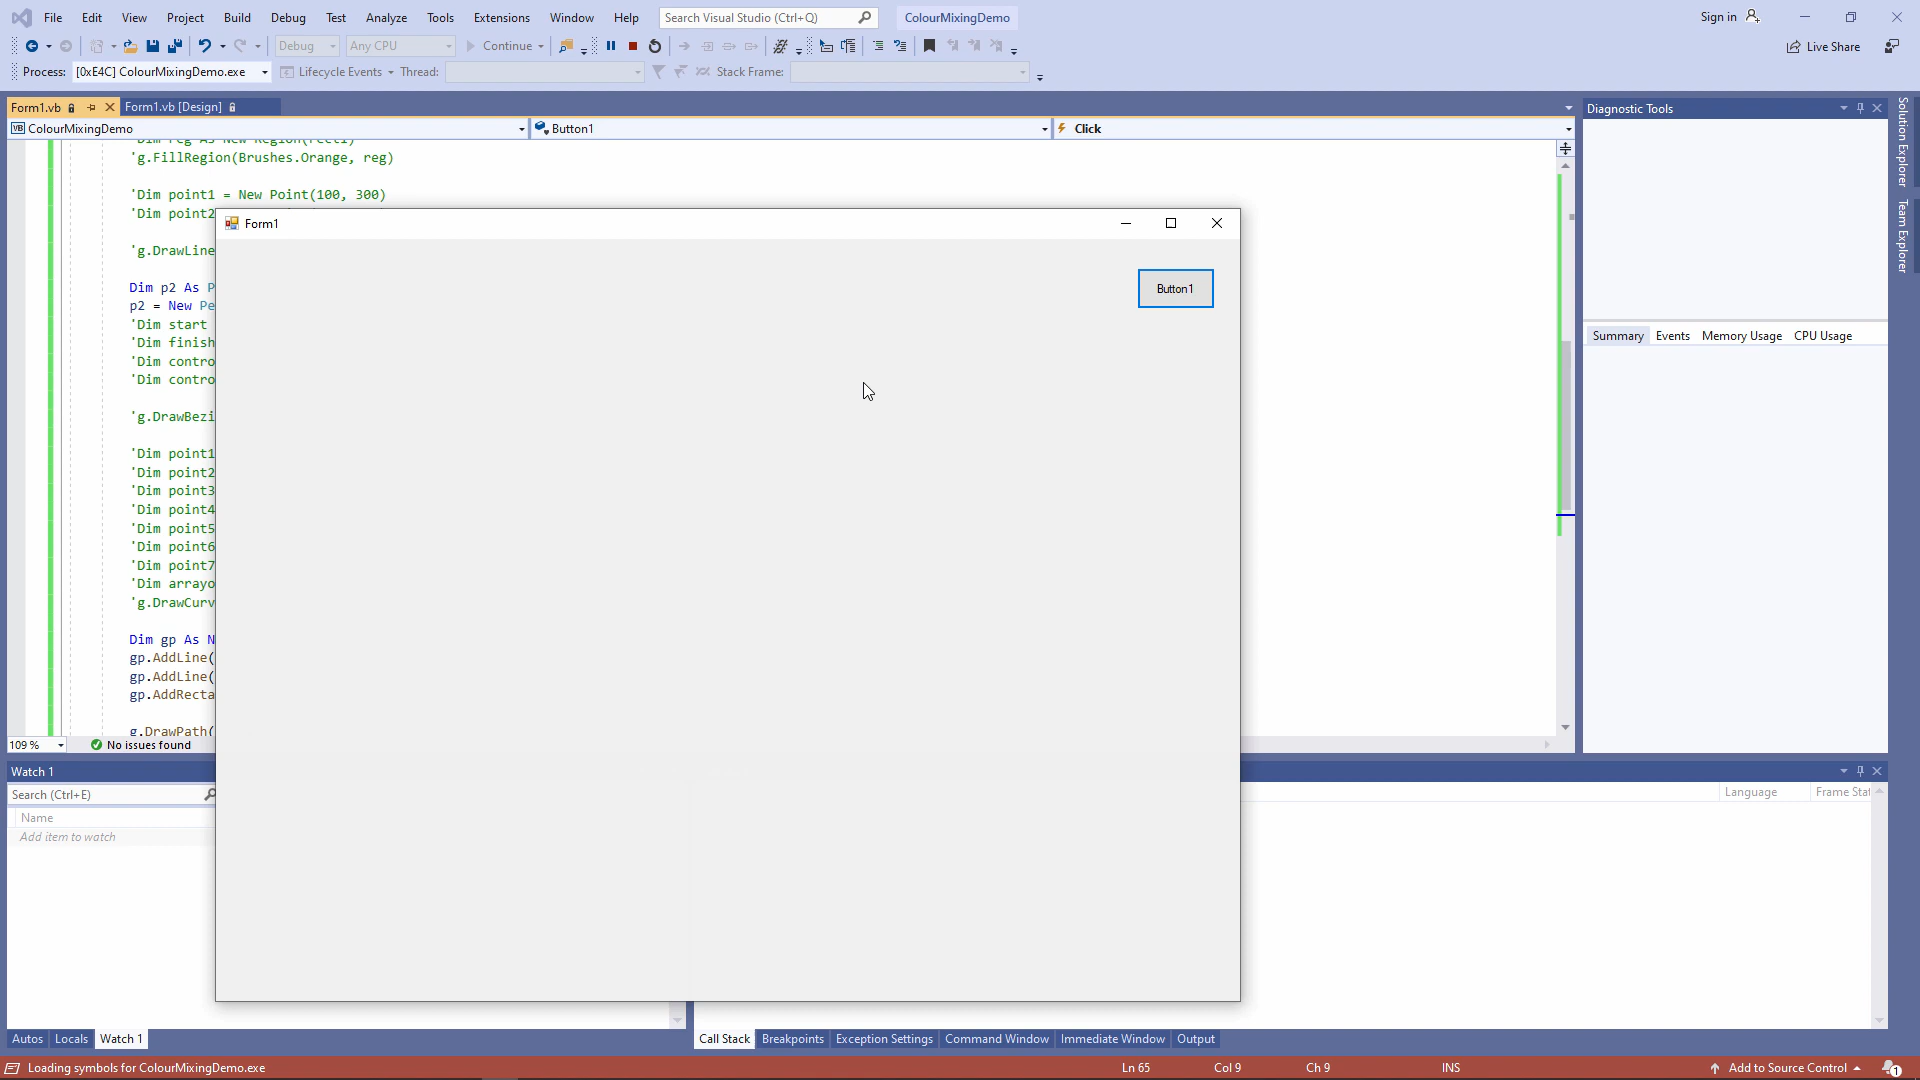 File Edit View Project Build Debug Test Analyze Tools Extensions Window Help Search Visual Studio (Ctrl+Q) ColourMixingDemo Sign in
Debug Any CPU Continue Live Share
Process: [0xE4C] ColourMixingDemo.exe Lifecycle Events Thread: Stack Frame:
Form1.vb Form1.vb [Design]
ColourMixingDemo Button1 Click
'Dim reg As New Region(rect1)
'g.FillRegion(Brushes.Orange, reg)
'Dim point1 = New Point(100, 300)
'Dim point2
'g.DrawLine
Dim p2 As P
p2 = New Pe
'Dim start
'Dim finish
'Dim contro
'Dim contro
'g.DrawBezi
'Dim point1
'Dim point2
'Dim point3
'Dim point4
'Dim point5
'Dim point6
'Dim point7
'Dim arrayo
'g.DrawCurv
Dim gp As N
gp.AddLine(
gp.AddLine(
gp.AddRecta
g.DrawPath(
109 % No issues found
Form1
Button1
Diagnostic Tools
Summary Events Memory Usage CPU Usage
Solution Explorer
Team Explorer
Watch 1
Search (Ctrl+E)
Name
Add item to watch
Language Frame Stat
Autos Locals Watch 1
Call Stack Breakpoints Exception Settings Command Window Immediate Window Output
Loading symbols for ColourMixingDemo.exe Ln 65 Col 9 Ch 9 INS Add to Source Control 1